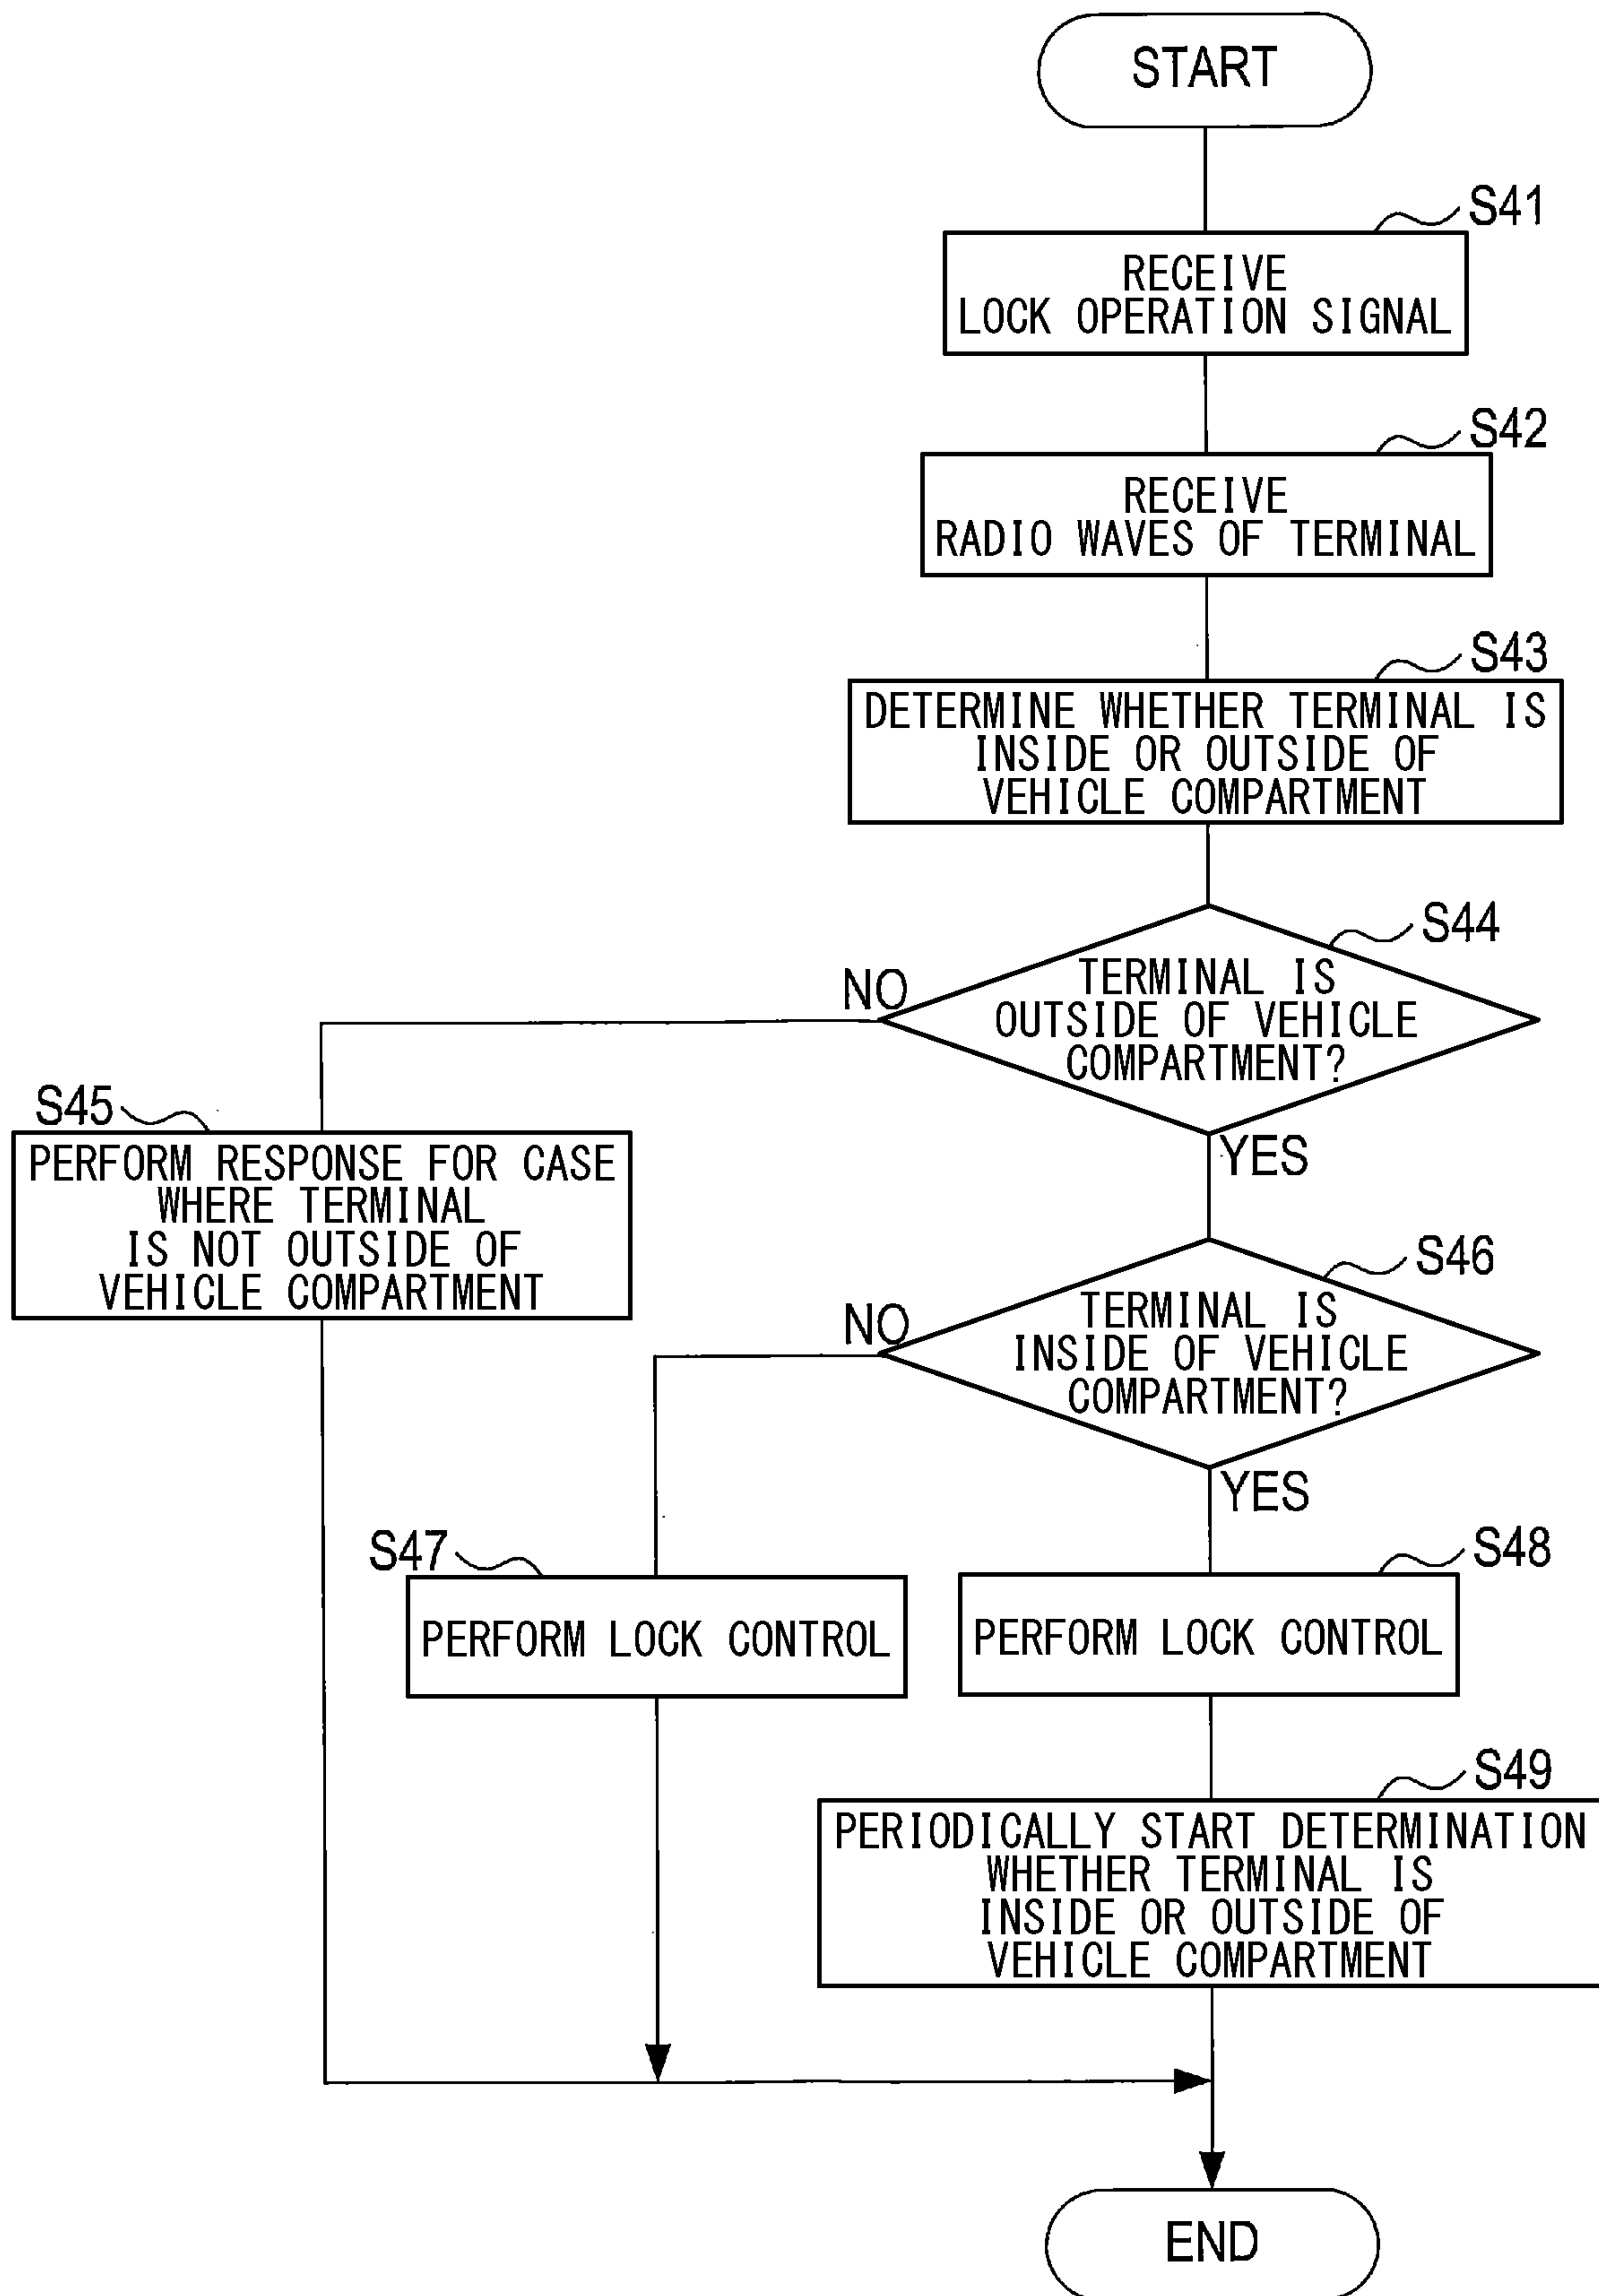 START
S41
RECEIVE
LOCK OPERATION SIGNAL
S42
RECEIVE
RADIO WAVES OF TERMINAL
S43
DETERMINE WHETHER TERMINAL IS
INSIDE OR OUTSIDE OF
VEHICLE COMPARTMENT
S44
TERMINAL IS
OUTSIDE OF VEHICLE
COMPARTMENT?
NO
YES
S45
PERFORM RESPONSE FOR CASE
WHERE TERMINAL
IS NOT OUTSIDE OF
VEHICLE COMPARTMENT
S46
TERMINAL IS
INSIDE OF VEHICLE
COMPARTMENT?
NO
YES
S47
PERFORM LOCK CONTROL
S48
PERFORM LOCK CONTROL
S49
PERIODICALLY START DETERMINATION
WHETHER TERMINAL IS
INSIDE OR OUTSIDE OF
VEHICLE COMPARTMENT
END